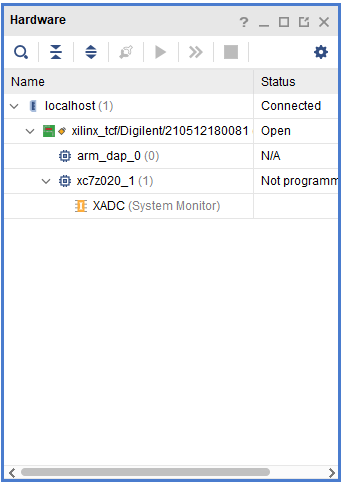 Hardware
Name Status
localhost (1) Connected
xilinx_tcf/Digilent/210512180081 Open
arm_dap_0 (0) N/A
xc7z020_1 (1) Not programm
XADC (System Monitor)